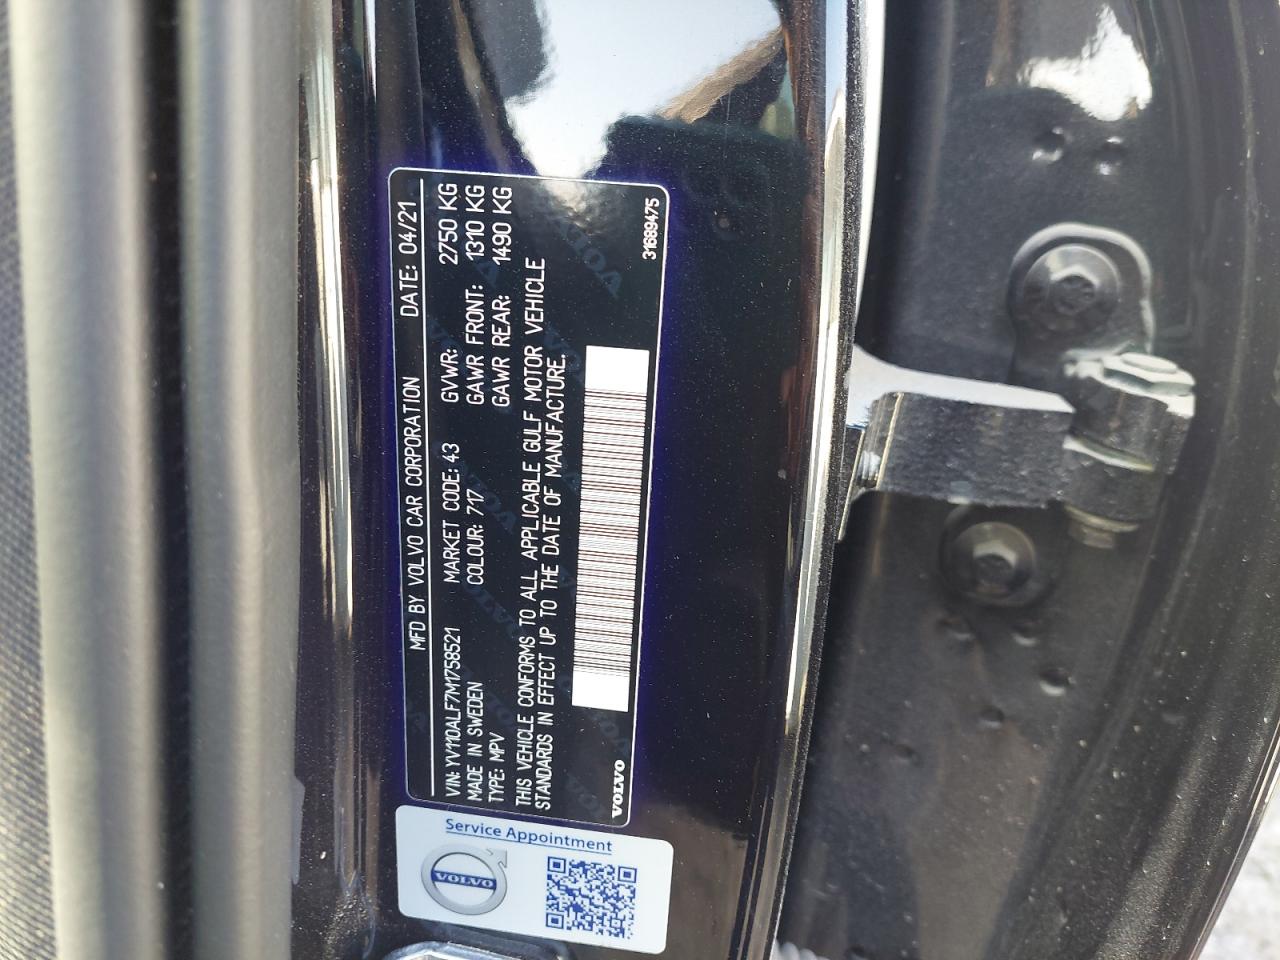 MFD BY VOLVO CAR CORPORATION DATE: 04/21
VIN: YV110ALF7M1758521 MARKET CODE: 43 GVWR: 2750 KG
MADE IN SWEDEN COLOUR: 717 GAWR FRONT: 1310 KG
TYPE: MPV GAWR REAR: 1490 KG
THIS VEHICLE CONFORMS TO ALL APPLICABLE GULF MOTOR VEHICLE
STANDARDS IN EFFECT UP TO THE DATE OF MANUFACTURE.
VOLVO 31689475
Service Appointment
VOLVO